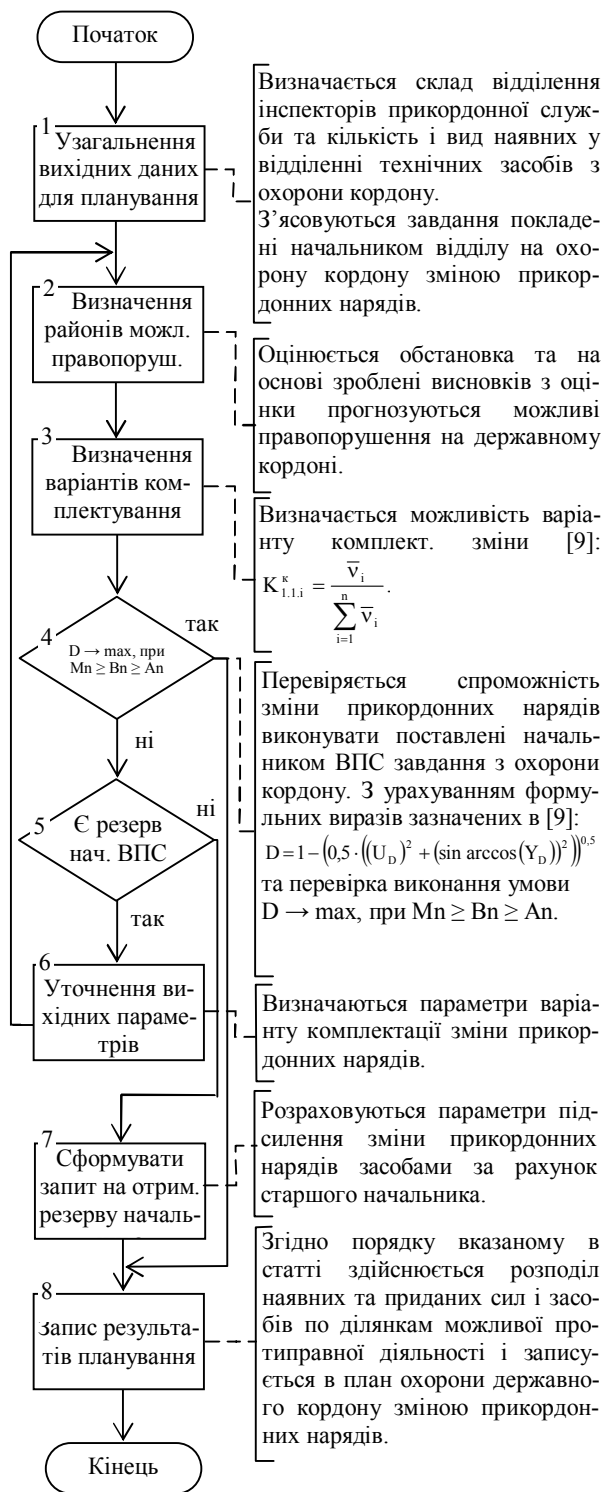 Початок
1
Узагальнення
вихідних даних
для планування
Визначається склад відділення
інспекторів прикордонної служ-
би та кількість і вид наявних у
відділенні технічних засобів з
охорони кордону.
З’ясовуються завдання покладе-
ні начальником відділу на охо-
рону кордону зміною прикор-
донних нарядів.
2
Визначення
районів можл.
правопоруш.
Оцінюється обстановка та на
основі зроблені висновків з оці-
нки прогнозуються можливі
правопорушення на державному
кордоні.
3
Визначення
варіантів ком-
плектування
Визначається можливість варіа-
нту комплект. зміни [9]:
K^к_{1.1.i} = ν̅_i / ∑_{i=1}^{n} ν̅_i .
4
D → max, при
Mn ≥ Bn ≥ An
так
ні
Перевіряється спроможність
зміни прикордонних нарядів
виконувати поставлені началь-
ником ВПС завдання з охорони
кордону. З урахуванням форму-
льних виразів зазначених в [9]:
D = 1 − (0,5 · ((U_D)^2 + (sin arccos(Y_D))^2))^{0,5}
та перевірка виконання умови
D → max, при Mn ≥ Bn ≥ An.
5
Є резерв
нач. ВПС
ні
так
6
Уточнення ви-
хідних параме-
трів
Визначаються параметри варіа-
нту комплектації зміни прикор-
донних нарядів.
7
Сформувати
запит на отрим.
резерву началь-
Розраховуються параметри під-
силення зміни прикордонних
нарядів засобами за рахунок
старшого начальника.
8
Запис результа-
тів планування
Згідно порядку вказаному в
статті здійснюється розподіл
наявних та приданих сил і засо-
бів по ділянкам можливої про-
типравної діяльності і запису-
ється в план охорони державно-
го кордону зміною прикордон-
них нарядів.
Кінець